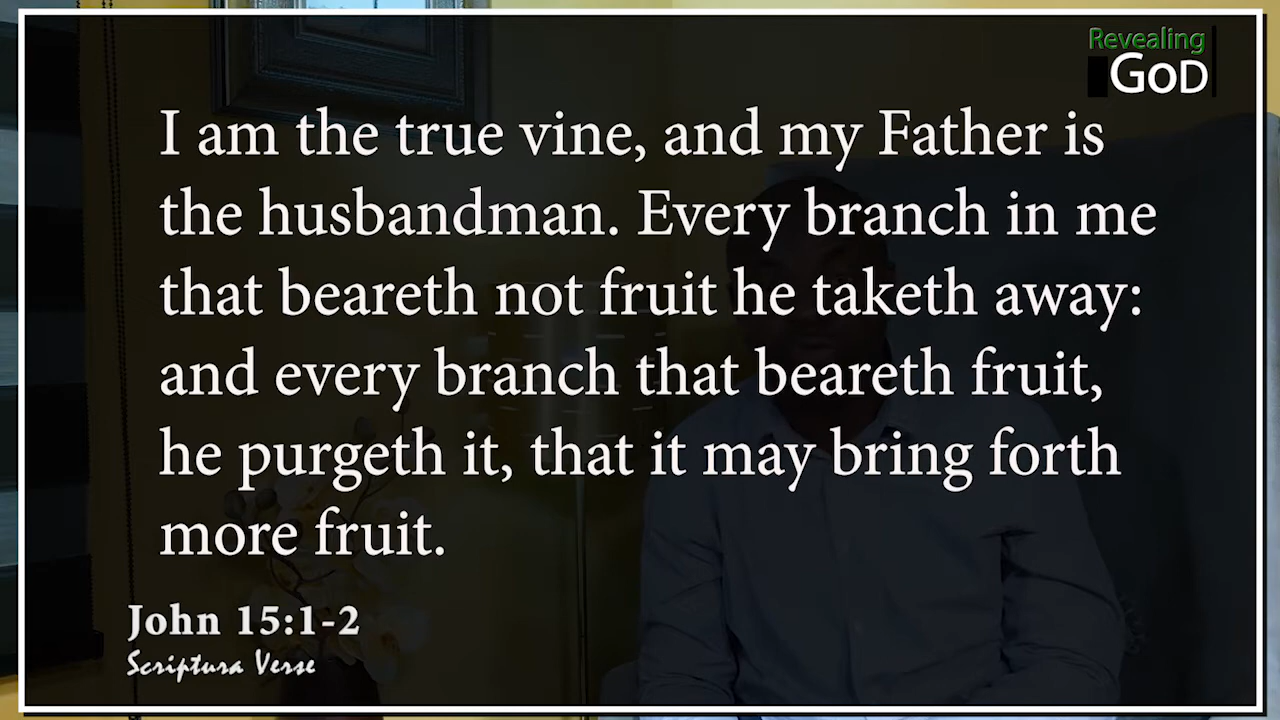 Revealing
GOD
I am the true vine, and my Father is
the husbandman. Every branch in me
that beareth not fruit he taketh away:
and every branch that beareth fruit,
he purgeth it, that it may bring forth
more fruit.
John 15:1-2
Scriptura Verse